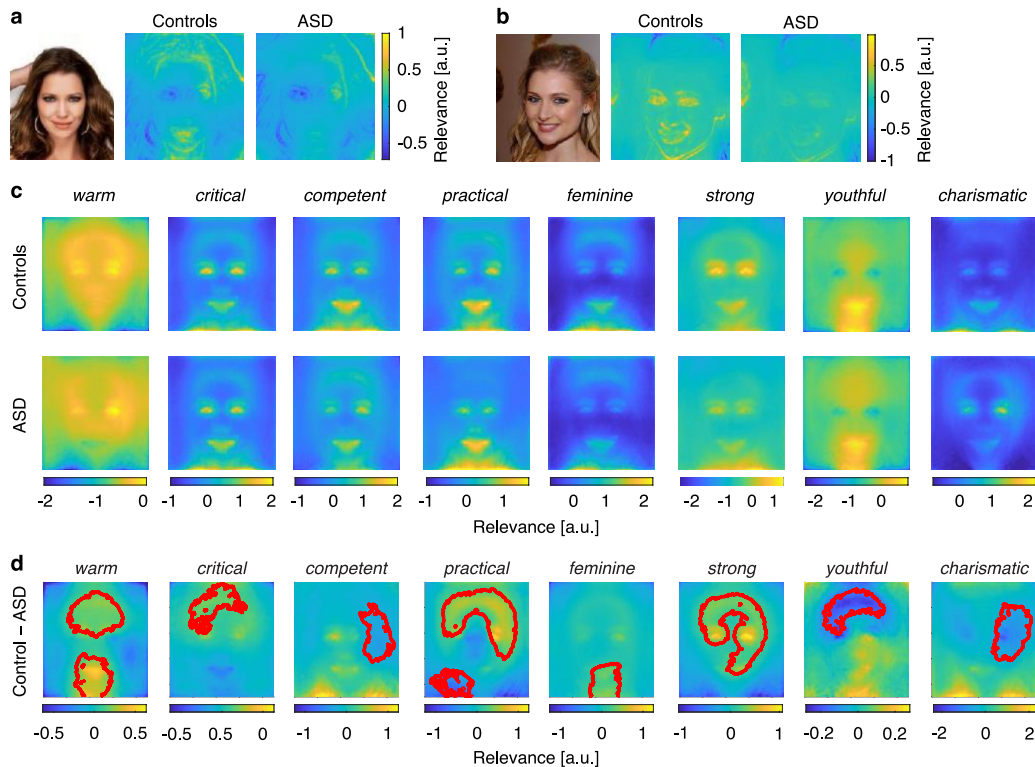 a
Controls
ASD
1
0.5
0
-0.5
Relevance [a.u.]
b
Controls
ASD
0.5
0
-1
Relevance [a.u.]
c
warm
critical
competent
practical
feminine
strong
youthful
charismatic
Controls
ASD
-2 -1 0
-1 0 1 2
-1 0 1 2
-1 0 1
0 1 2
-2 -1 0 1
-2 -1 0
0 1 2
Relevance [a.u.]
d
warm
critical
competent
practical
feminine
strong
youthful
charismatic
Control – ASD
-0.5 0 0.5
-0.5 0.5 0
-1 0 1
-1 0 1
-1 0 1
-1 0 1
-0.2 0.2
-2 0 2
Relevance [a.u.]